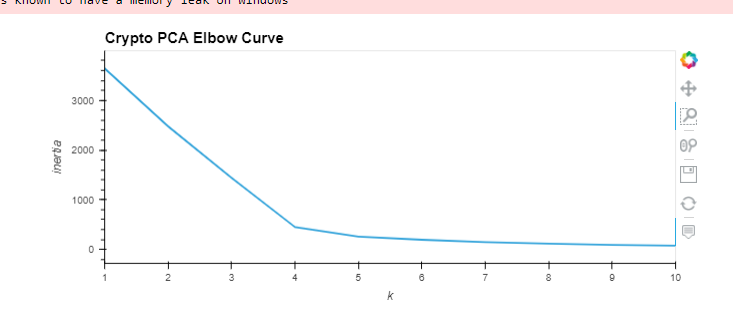 s known to have a memory leak on Windows
Crypto PCA Elbow Curve
3000
2000
1000
0
inertia
1 2 3 4 5 6 7 8 9 10
k